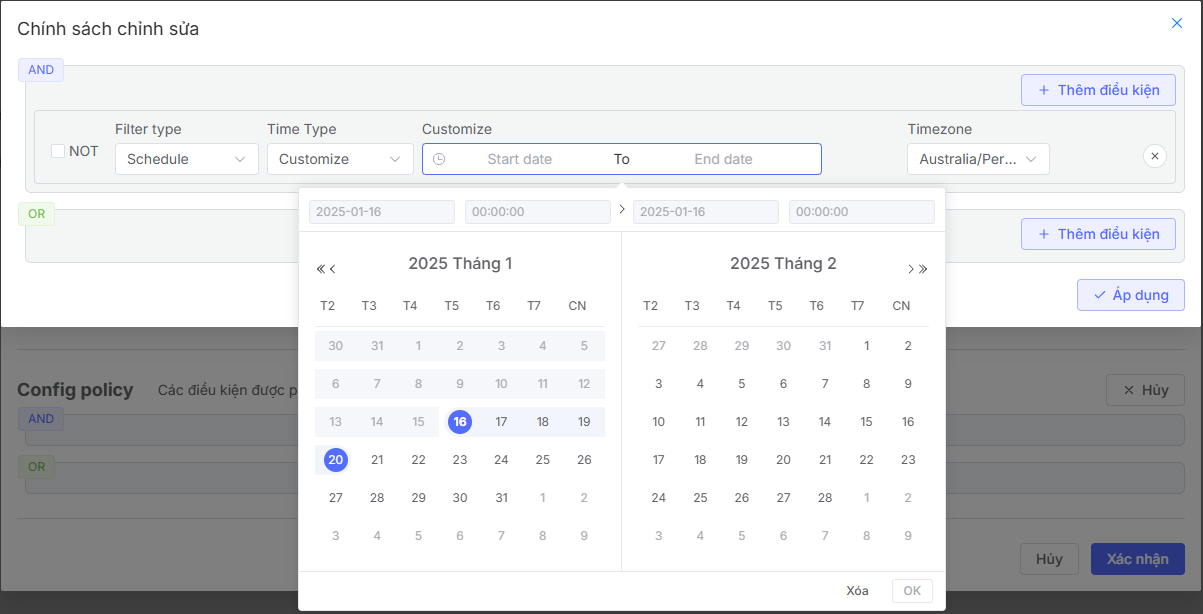 Chính sách chỉnh sửa
AND
Thêm điều kiện
NOT
Filter type
Schedule
Time Type
Customize
Customize
Start date To End date
Timezone
Australia/Per...
OR
Thêm điều kiện
Áp dụng
2025-01-16 00:00:00 2025-01-16 00:00:00
2025 Tháng 1
T2 T3 T4 T5 T6 T7 CN
30 31 1 2 3 4 5
6 7 8 9 10 11 12
13 14 15 16 17 18 19
20 21 22 23 24 25 26
27 28 29 30 31 1 2
3 4 5 6 7 8 9
2025 Tháng 2
T2 T3 T4 T5 T6 T7 CN
27 28 29 30 31 1 2
3 4 5 6 7 8 9
10 11 12 13 14 15 16
17 18 19 20 21 22 23
24 25 26 27 28 1 2
3 4 5 6 7 8 9
Xóa OK
Config policy Các điều kiện được p
Hủy
AND
OR
Hủy Xác nhận